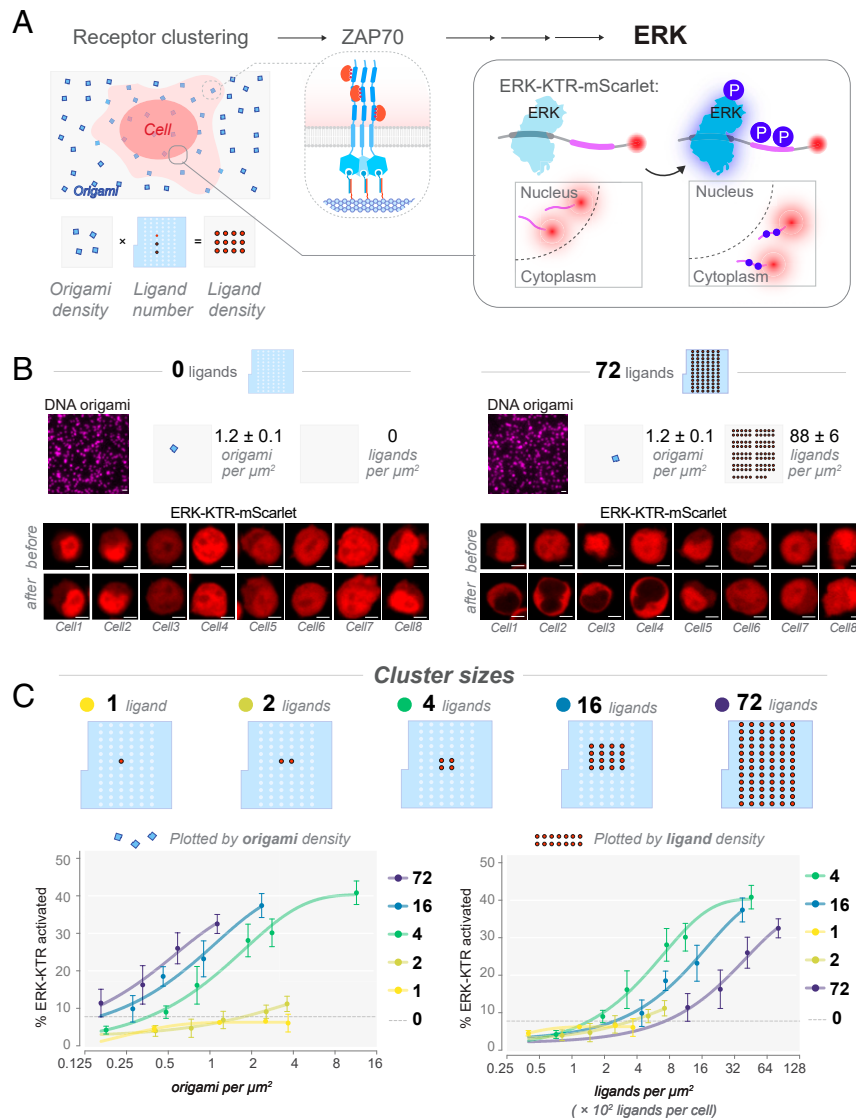 A
Receptor clustering
ZAP70
ERK
Cell
Origami
Origami density
×
Ligand number
=
Ligand density
ERK-KTR-mScarlet:
ERK
P
ERK
P
P
Nucleus
Cytoplasm
Nucleus
Cytoplasm
B
0 ligands
DNA origami
1.2 ± 0.1
origami
per µm²
0
ligands
per µm²
ERK-KTR-mScarlet
before
after
Cell1 Cell2 Cell3 Cell4 Cell5 Cell6 Cell7 Cell8
72 ligands
DNA origami
1.2 ± 0.1
origami
per µm²
88 ± 6
ligands
per µm²
ERK-KTR-mScarlet
before
after
Cell1 Cell2 Cell3 Cell4 Cell5 Cell6 Cell7 Cell8
Cluster sizes
C
1 ligand
2 ligands
4 ligands
16 ligands
72 ligands
Plotted by origami density
% ERK-KTR activated
50
40
30
20
10
0
0.125 0.25 0.5 1 2 4 8 16
origami per µm²
72
16
4
2
1
0
Plotted by ligand density
% ERK-KTR activated
50
40
30
20
10
0
0.25 0.5 1 2 4 8 16 32 64 128
ligands per µm²
( × 10² ligands per cell)
4
16
1
2
72
0